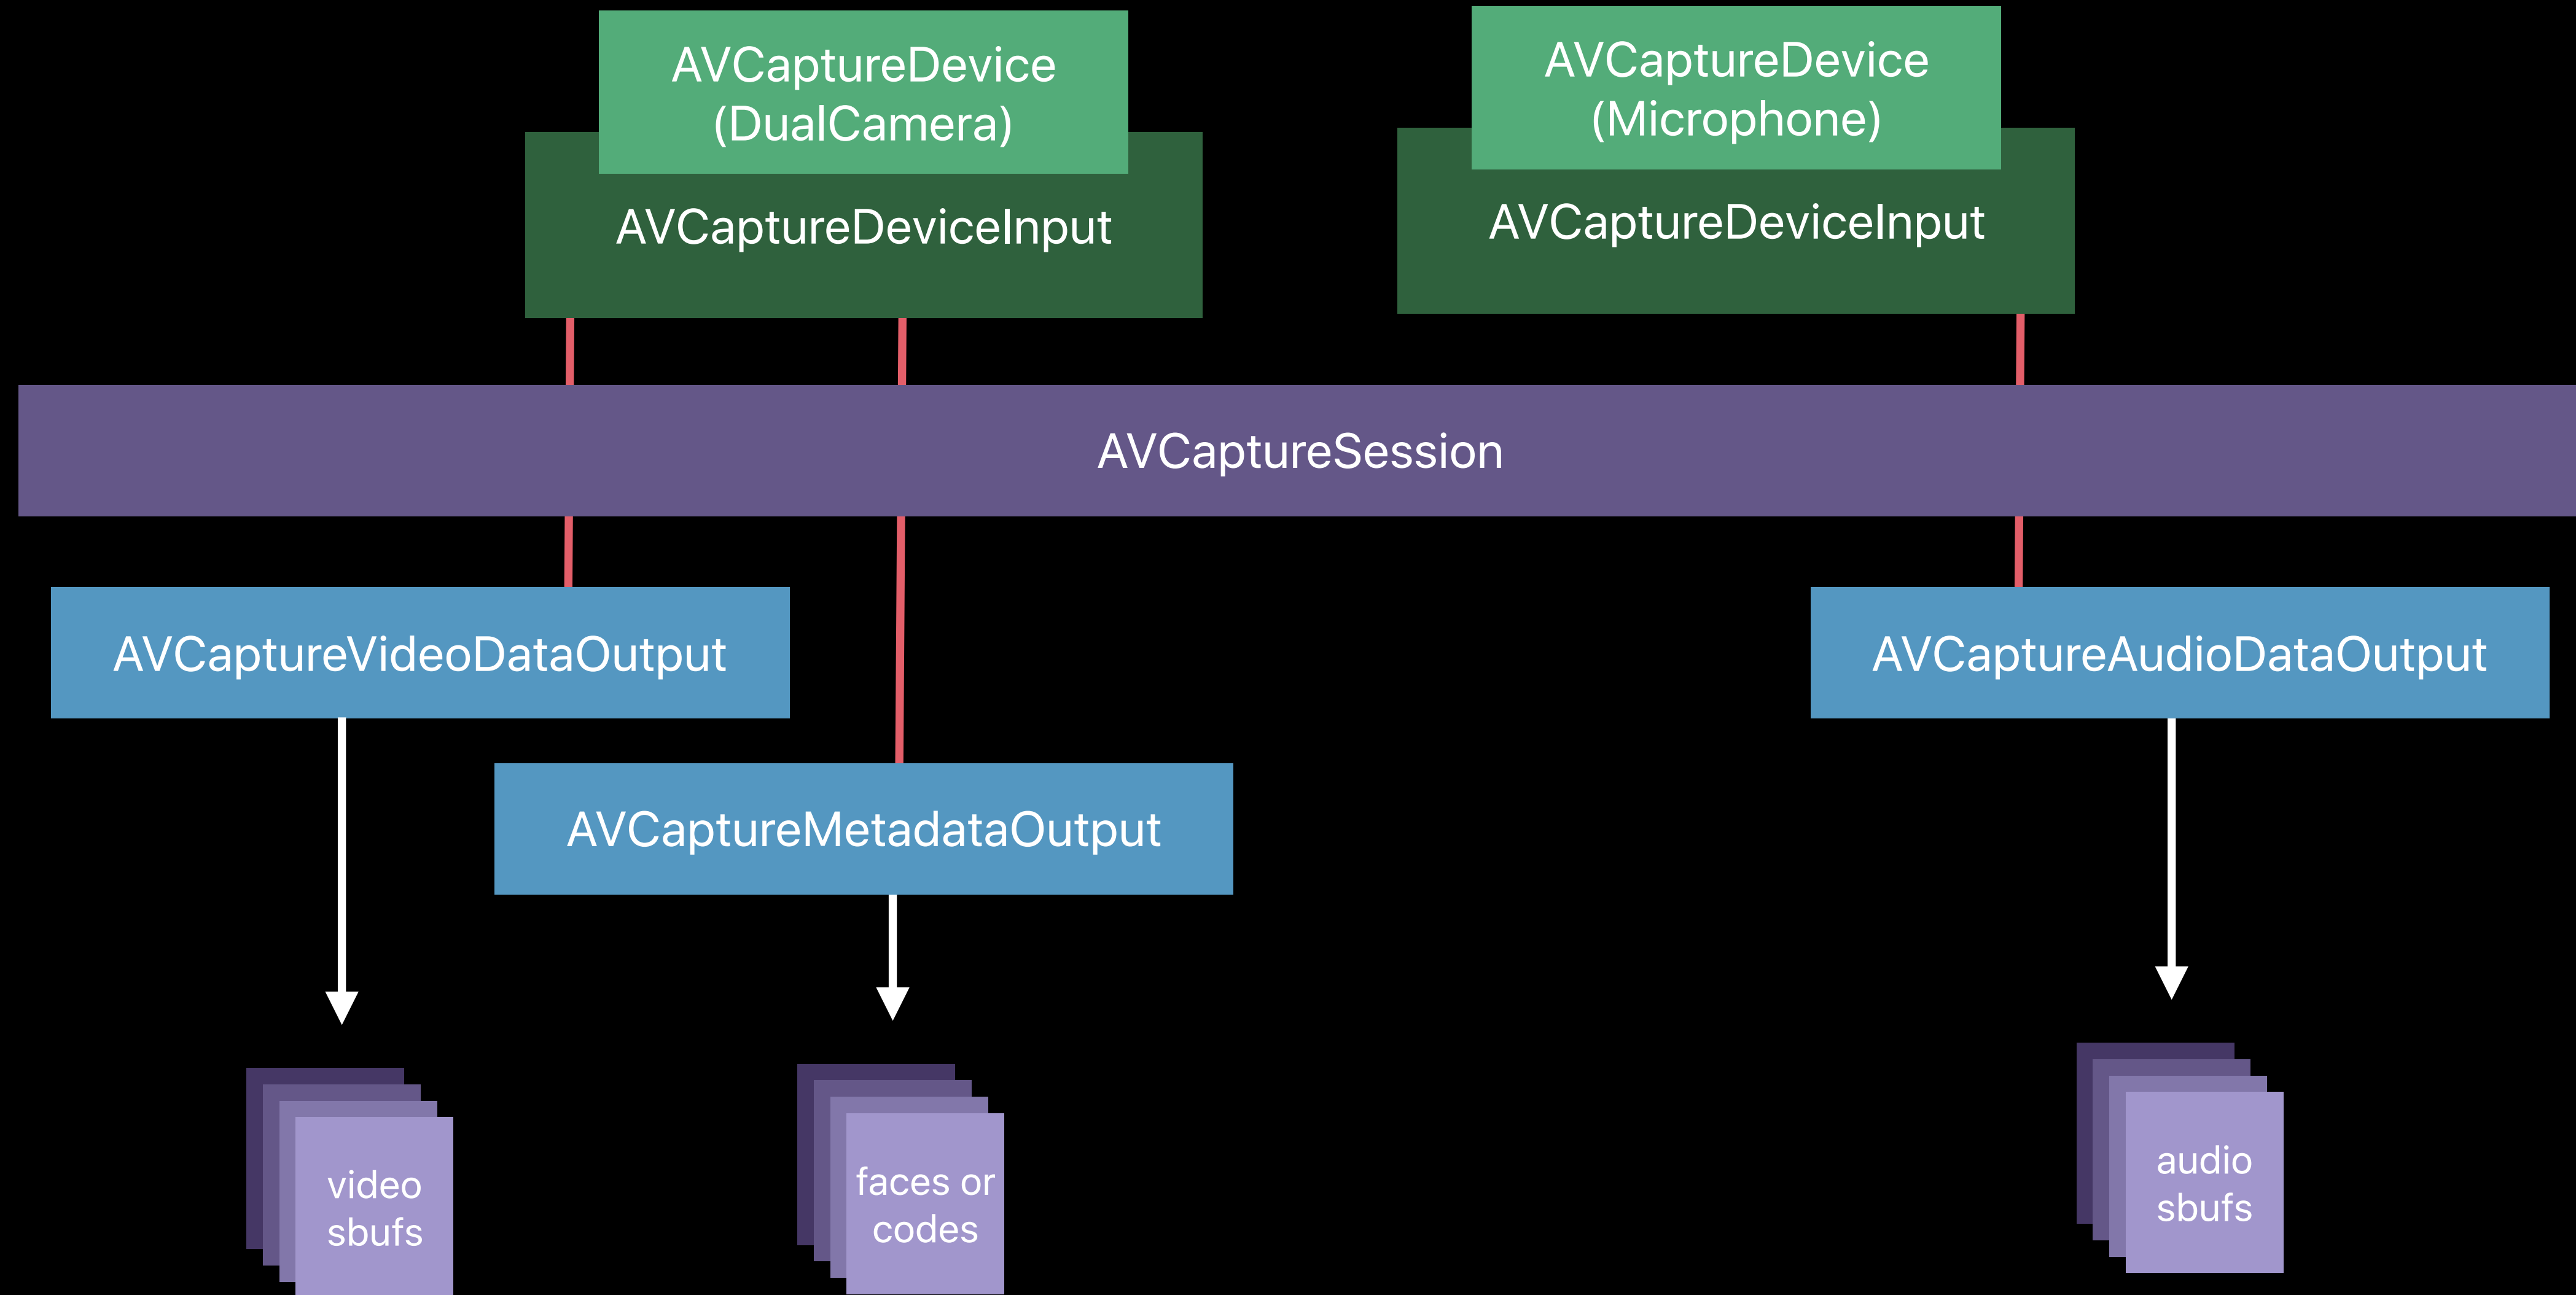 AVCaptureDevice
(DualCamera)
AVCaptureDeviceInput
AVCaptureDevice
(Microphone)
AVCaptureDeviceInput
AVCaptureSession
AVCaptureVideoDataOutput
AVCaptureAudioDataOutput
AVCaptureMetadataOutput
video
sbufs
faces or
codes
audio
sbufs